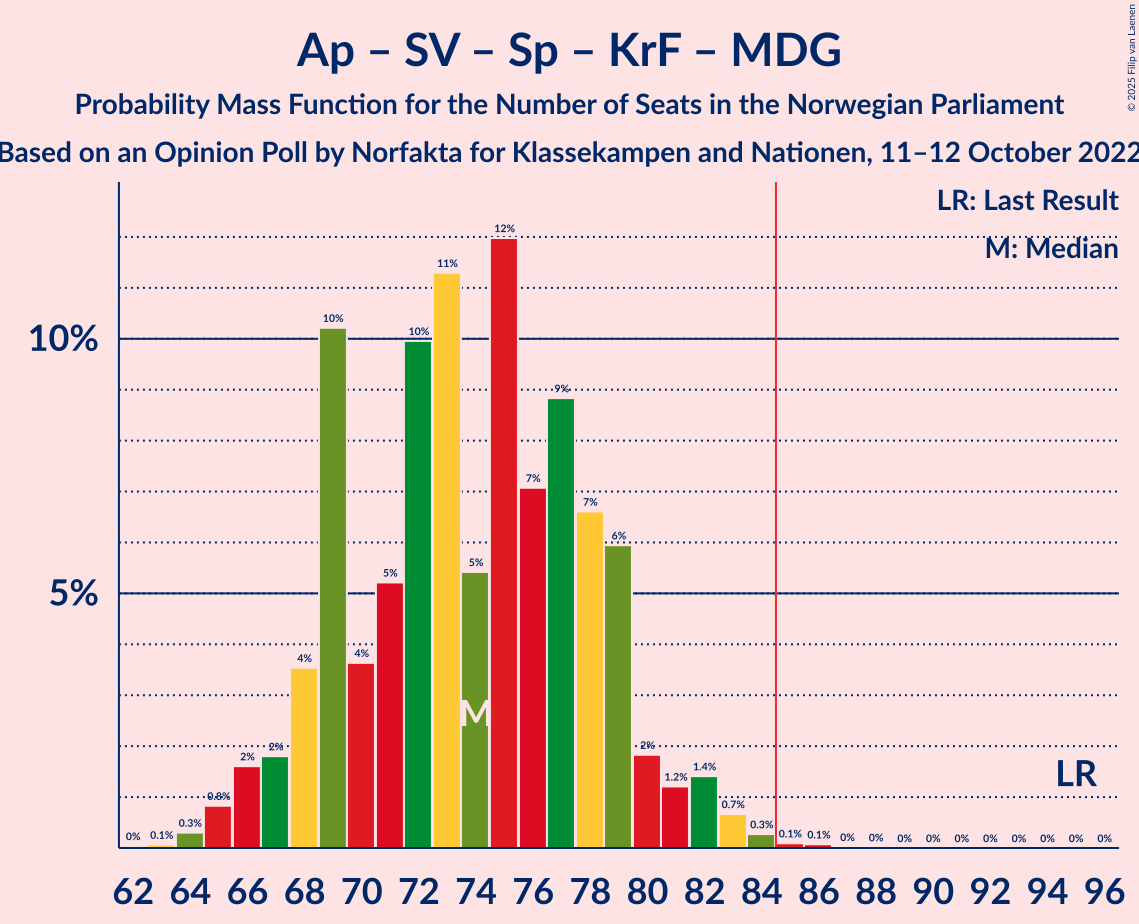 Ap – SV – Sp – KrF – MDG
Probability Mass Function for the Number of Seats in the Norwegian Parliament
Based on an Opinion Poll by Norfakta for Klassekampen and Nationen, 11–12 October 2022
© 2025 Filip van Laenen
LR: Last Result
M: Median
10%
5%
0% 0.1% 0.3% 0.8% 2% 2% 4% 10% 4% 5% 10% 11% 5% 12% 7% 9% 7% 6% 2% 1.2% 1.4% 0.7% 0.3% 0.1% 0.1% 0% 0% 0% 0% 0% 0% 0% 0% 0% 0%
M
LR
62 64 66 68 70 72 74 76 78 80 82 84 86 88 90 92 94 96